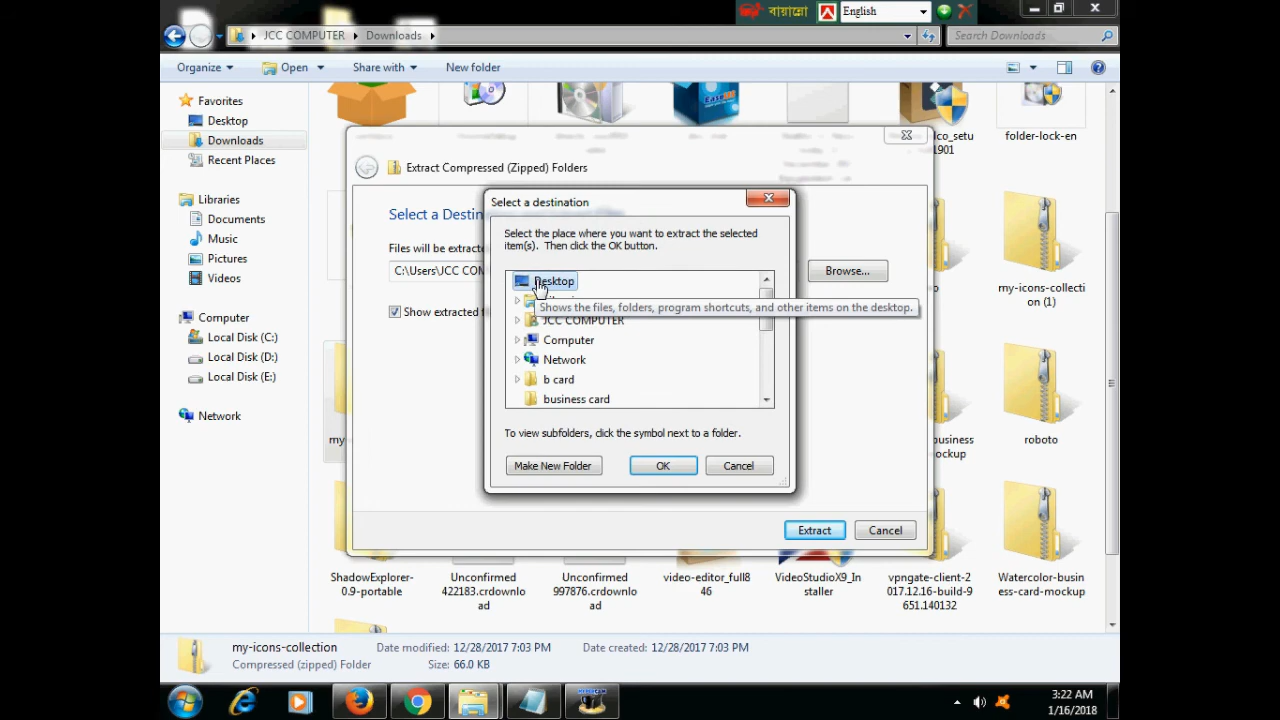 বায়ান্নো
English
JCC COMPUTER
Downloads
Search Downloads
Organize
Open
Share with
New folder
Favorites
Desktop
Downloads
Recent Places
Libraries
Documents
Music
Pictures
Videos
Computer
Local Disk (C:)
Local Disk (D:)
Local Disk (E:)
Network
folder-lock-en
1901
Extract Compressed (Zipped) Folders
Select a
Files will be
C:\Users\JCC
Browse...
Show extracted
Select a destination
Select the place where you want to extract the selected
item(s). Then click the OK button.
Desktop
Shows the files, folders, program shortcuts, and other items on the desktop.
JCC COMPUTER
Computer
Network
b card
business card
To view subfolders, click the symbol next to a folder.
Make New Folder
OK
Cancel
Extract
Cancel
my-icons-collecti
on (1)
my
business
ockup
roboto
ShadowExplorer-
0.9-portable
Unconfirmed
422183.crdownlo
ad
Unconfirmed
997876.crdownlo
ad
video-editor_full8
46
VideoStudioX9_In
staller
vpngate-client-2
017.12.16-build-9
651.140132
Watercolor-busin
ess-card-mockup
my-icons-collection
Date modified: 12/28/2017 7:03 PM
Date created: 12/28/2017 7:03 PM
Compressed (zipped) Folder
Size: 66.0 KB
3:22 AM
1/16/2018